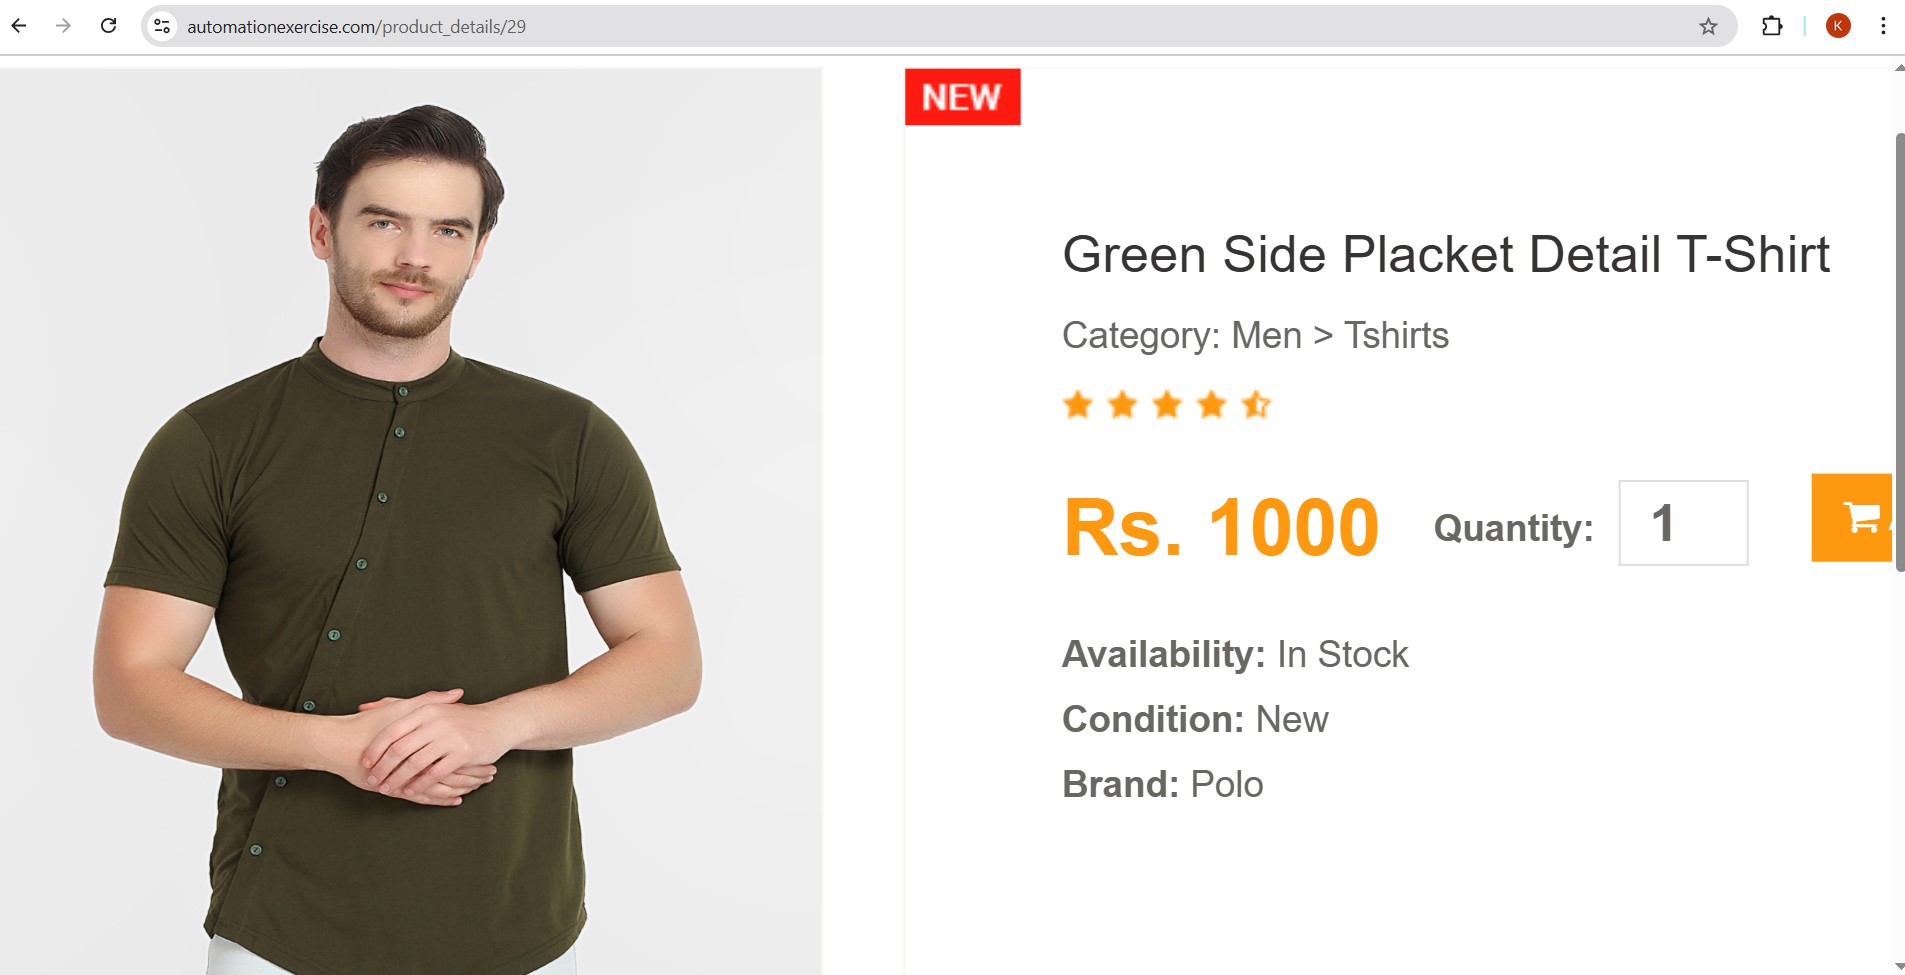 automationexercise.com/product_details/29
K
NEW
Green Side Placket Detail T-Shirt
Category: Men > Tshirts
Rs. 1000 Quantity: 1
Availability: In Stock
Condition: New
Brand: Polo